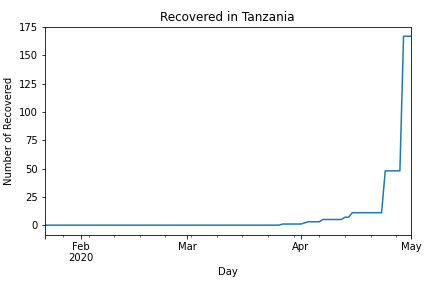 Recovered in Tanzania
Number of Recovered
175
150
125
100
75
50
25
0
Feb
2020
Mar
Apr
May
Day